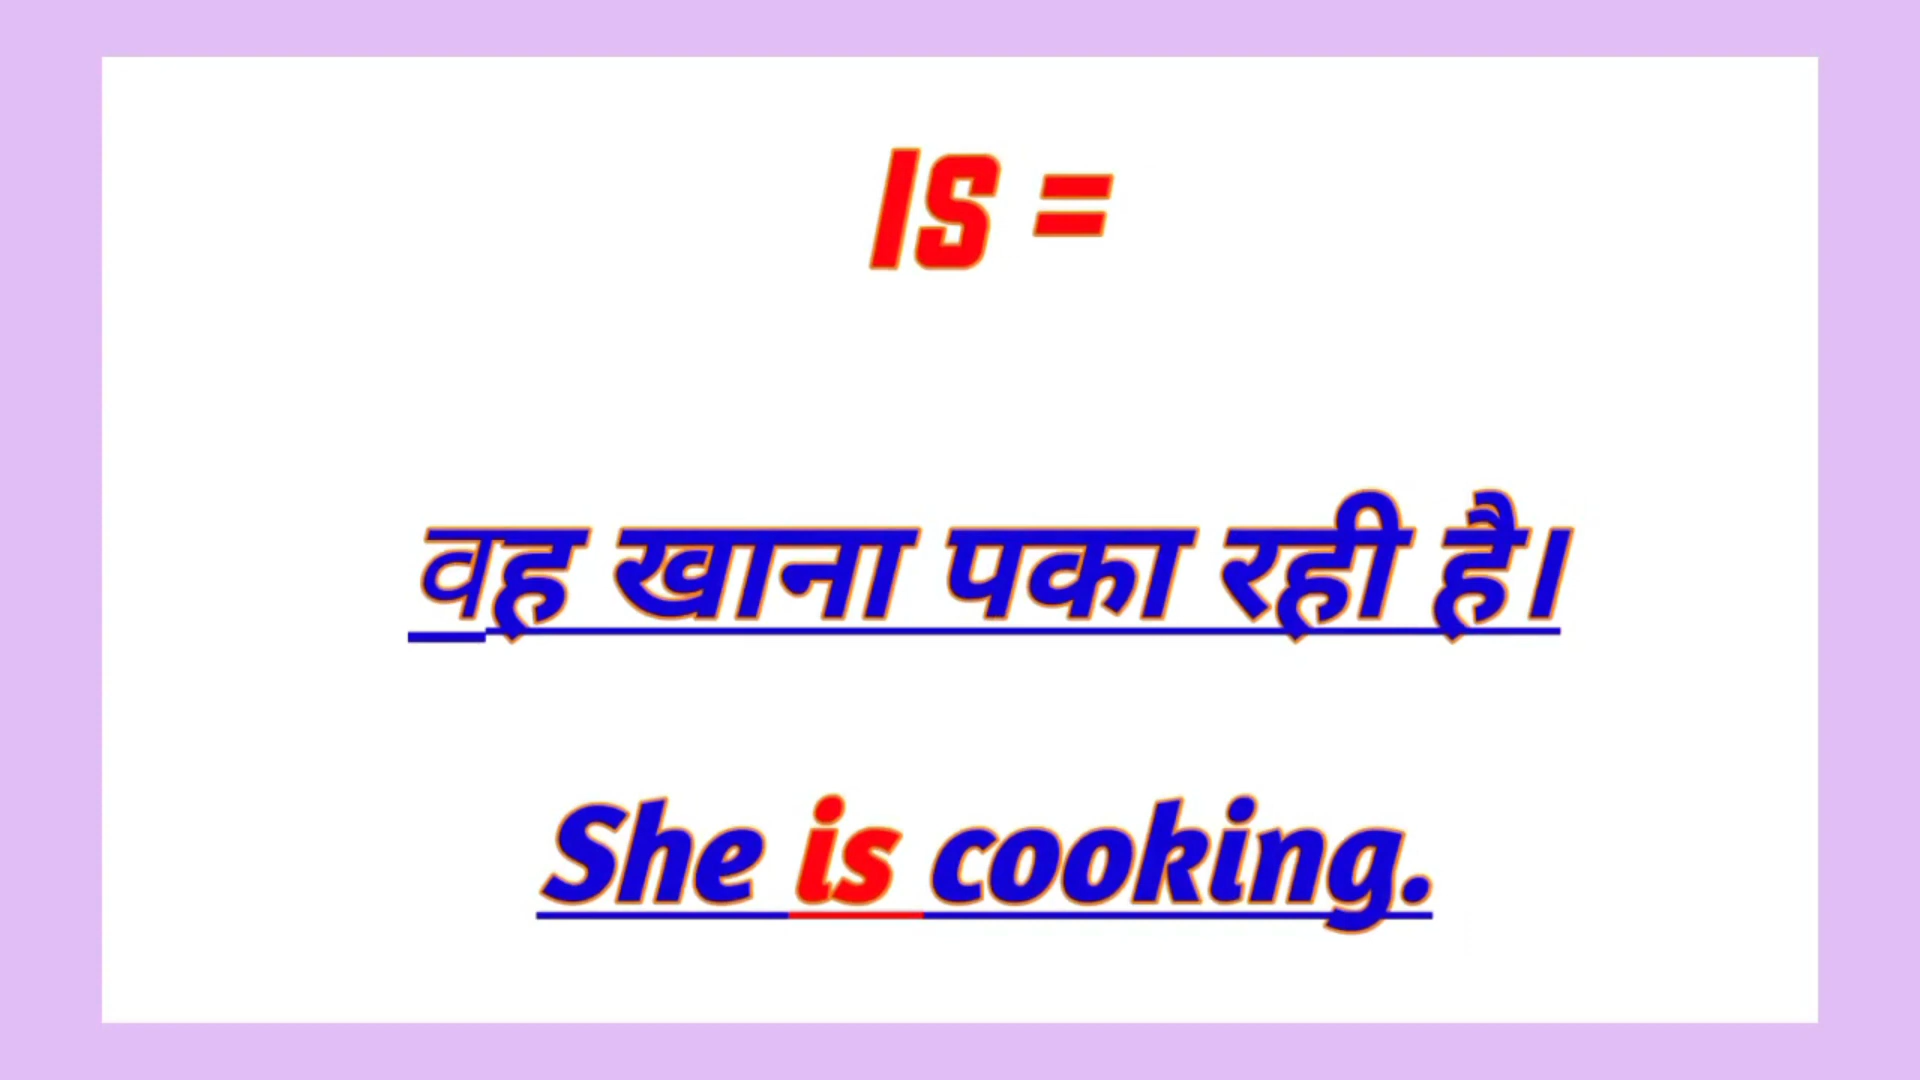 IS =
वह खाना पका रही है।
She is cooking.